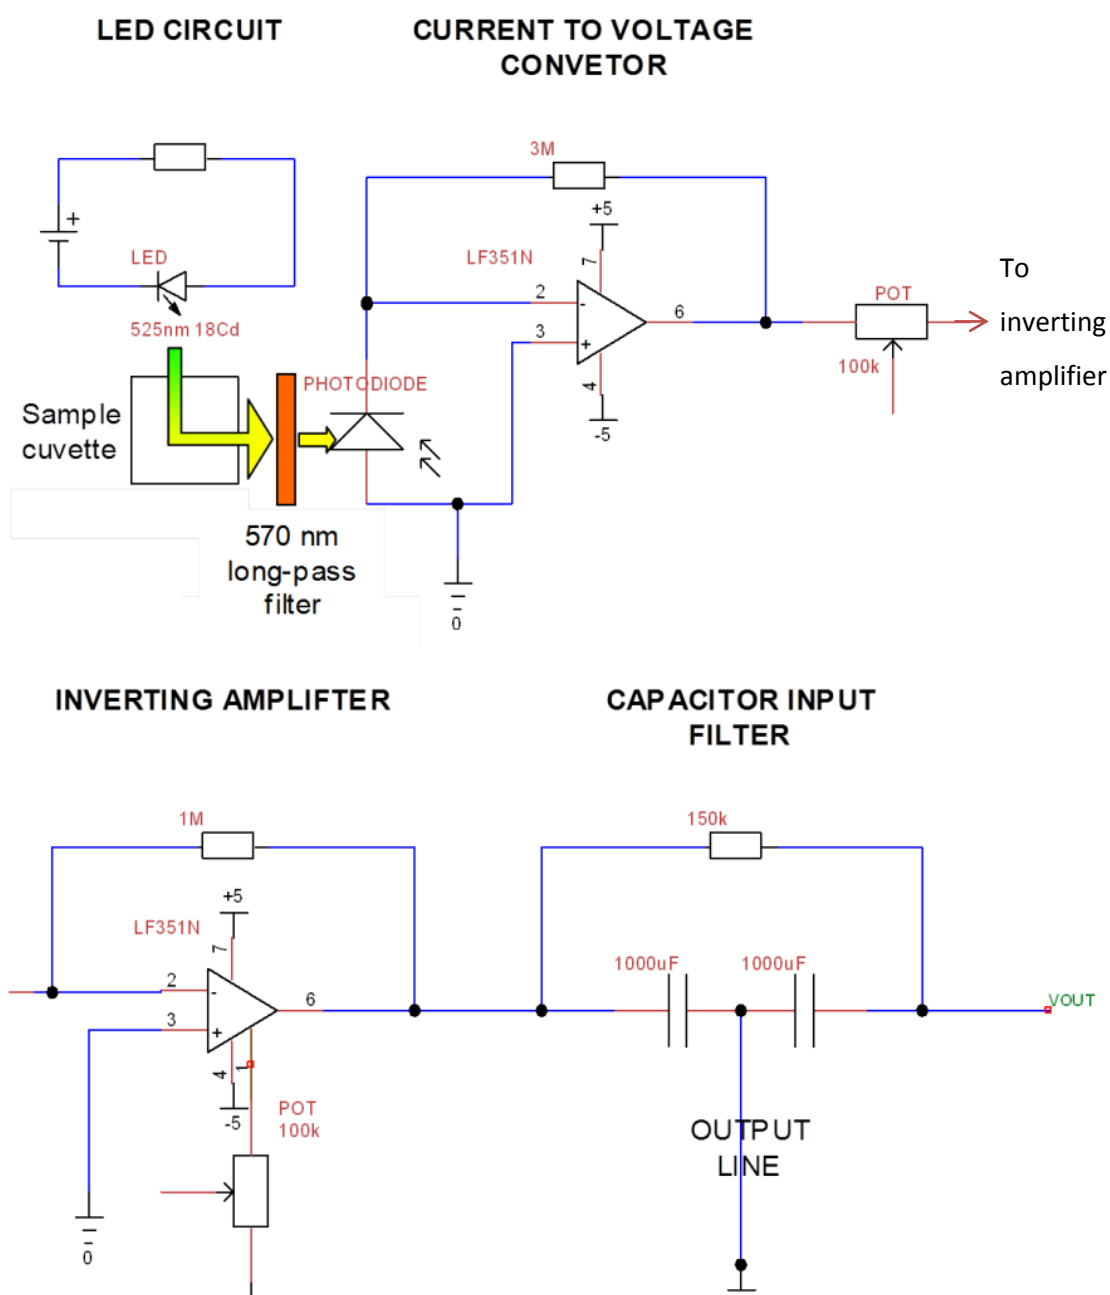 LED CIRCUIT
CURRENT TO VOLTAGE
CONVETOR
3M
+5
+
LED
LF351N
7
2
-
6
3
+
4
-5
525nm 18Cd
POT
100k
To
inverting
amplifier
PHOTODIODE
Sample
cuvette
570 nm
long-pass
filter
0
INVERTING AMPLIFTER
CAPACITOR INPUT
FILTER
1M
150k
+5
LF351N
7
2
-
6
3
+
4
1
-5
POT
100k
0
1000uF
1000uF
VOUT
OUTPUT
LINE